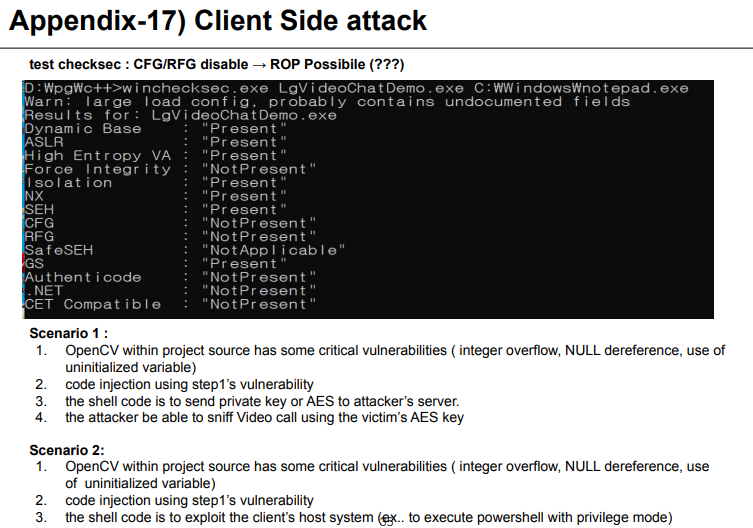 Appendix-17) Client Side attack
test checksec : CFG/RFG disable → ROP Possibile (???)
D:₩pg₩c++>winchecksec.exe LgVideoChatDemo.exe C:₩Windows₩notepad.exe
Warn: large load config, probably contains undocumented fields
Results for: LgVideoChatDemo.exe
Dynamic Base : "Present"
ASLR : "Present"
High Entropy VA : "Present"
Force Integrity : "NotPresent"
Isolation : "Present"
NX : "Present"
SEH : "Present"
CFG : "NotPresent"
RFG : "NotPresent"
SafeSEH : "NotApplicable"
GS : "Present"
Authenticode : "NotPresent"
.NET : "NotPresent"
CET Compatible : "NotPresent"
Scenario 1 :
1. OpenCV within project source has some critical vulnerabilities ( integer overflow, NULL dereference, use of
uninitialized variable)
2. code injection using step1's vulnerability
3. the shell code is to send private key or AES to attacker's server.
4. the attacker be able to sniff Video call using the victim's AES key
Scenario 2:
1. OpenCV within project source has some critical vulnerabilities ( integer overflow, NULL dereference, use
of uninitialized variable)
2. code injection using step1's vulnerability
3. the shell code is to exploit the client's host system (ex.. to execute powershell with privilege mode)